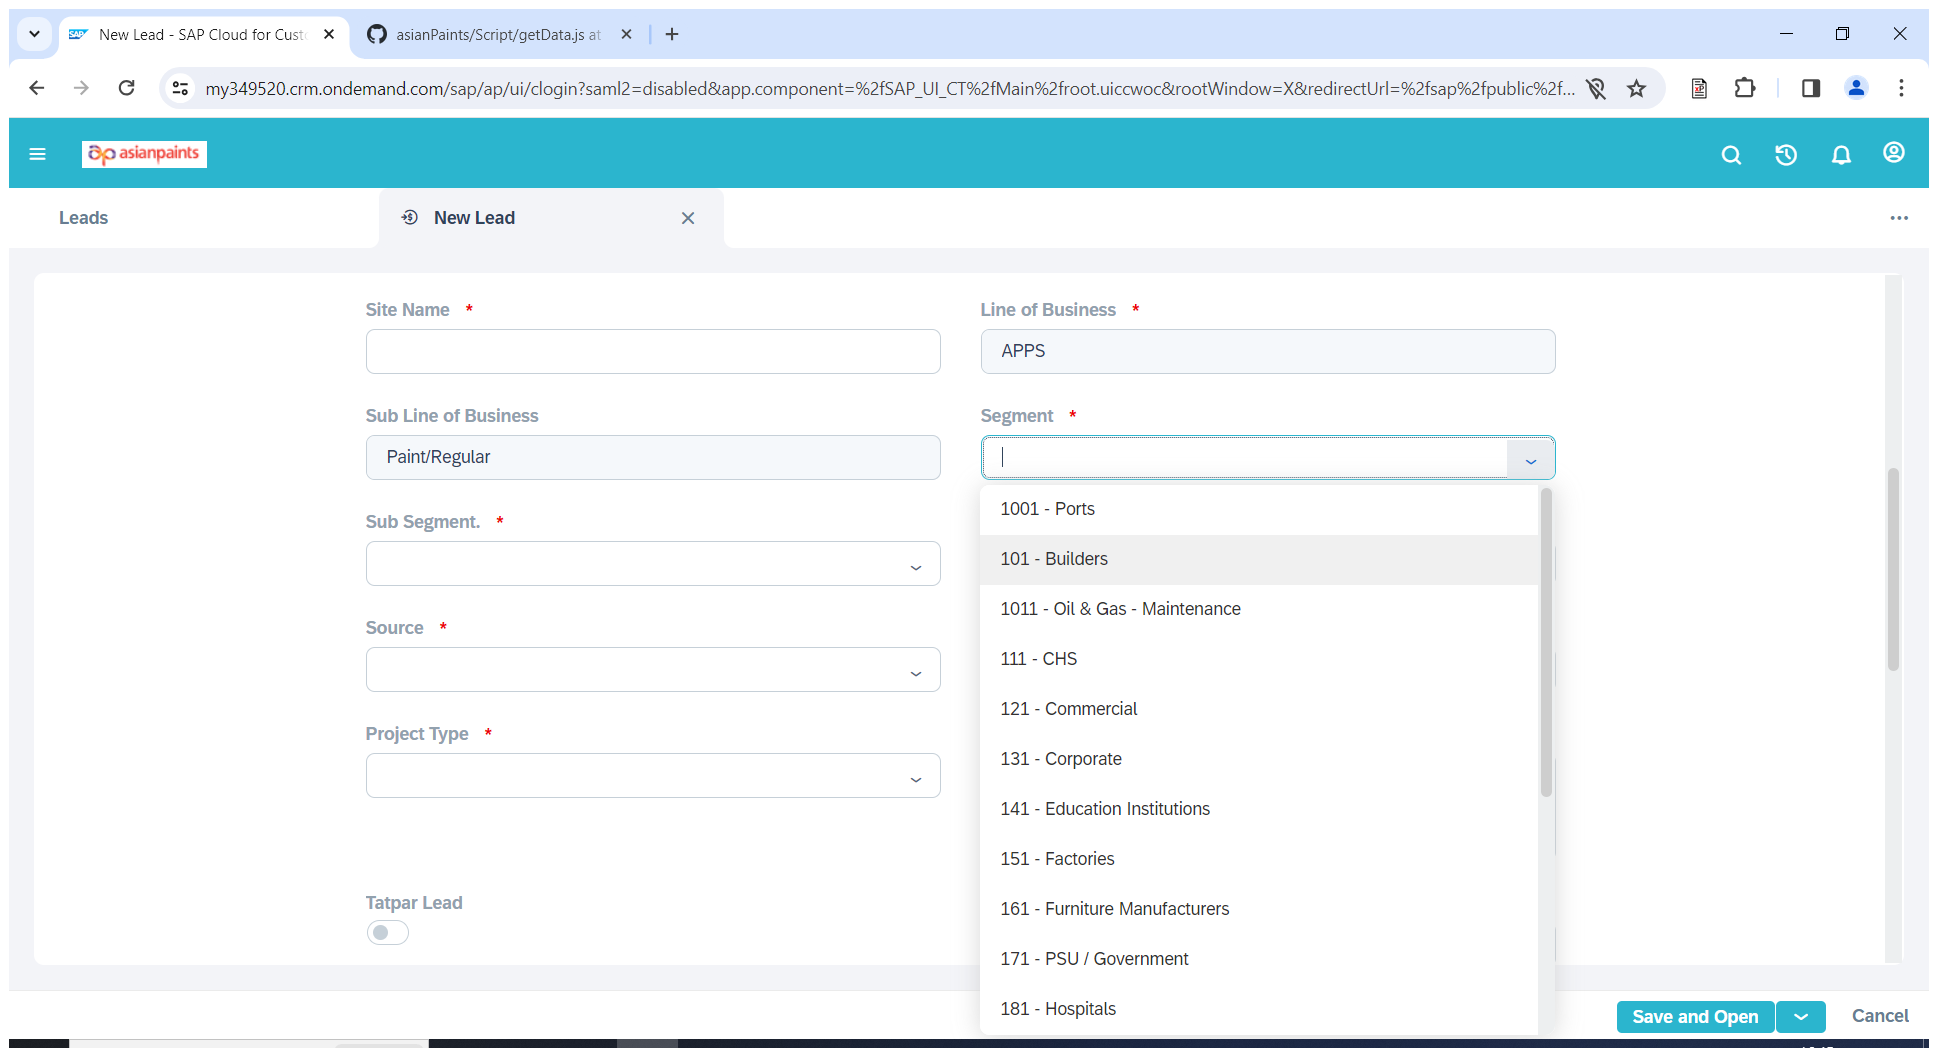 New Lead - SAP Cloud for Custo
asianPaints/Script/getData.js at
my349520.crm.ondemand.com/sap/ap/ui/clogin?saml2=disabled&app.component=%2fSAP_UI_CT%2fMain%2froot.uiccwoc&rootWindow=X&redirectUrl=%2fsap%2fpublic%2f...
asianpaints
Leads
New Lead
Site Name *
Line of Business *
APPS
Sub Line of Business
Segment *
Paint/Regular
1001 - Ports
Sub Segment. *
101 - Builders
1011 - Oil & Gas - Maintenance
Source *
111 - CHS
121 - Commercial
Project Type *
131 - Corporate
141 - Education Institutions
151 - Factories
Tatpar Lead
161 - Furniture Manufacturers
171 - PSU / Government
181 - Hospitals
Save and Open
Cancel